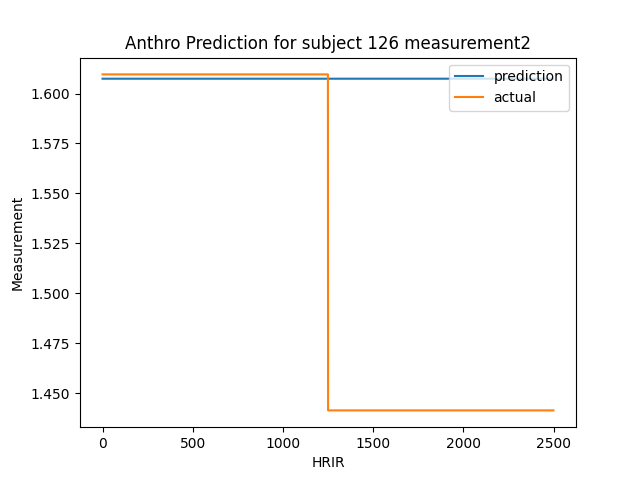 Anthro Prediction for subject 126 measurement2
prediction
actual
1.600
1.575
1.550
1.525
1.500
1.475
1.450
Measurement
0
500
1000
1500
2000
2500
HRIR